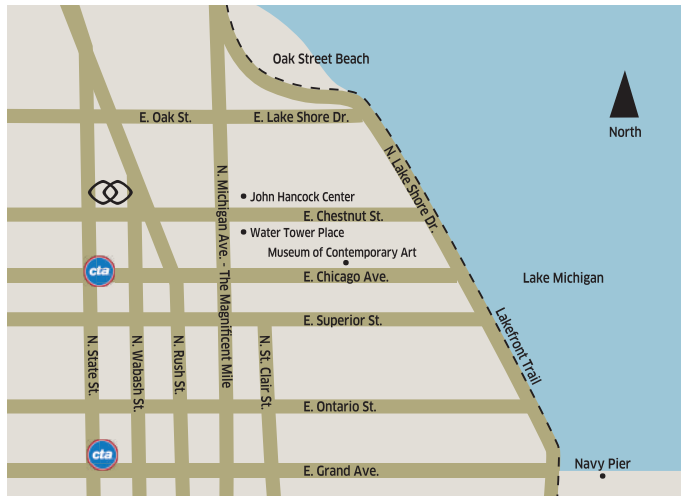 Oak Street Beach
E. Oak St.
E. Lake Shore Dr.
North
N. Lake Shore Dr.
John Hancock Center
N. Michigan Ave. - The Magnificent Mile
E. Chestnut St.
Water Tower Place
Museum of Contemporary Art
cta
E. Chicago Ave.
Lake Michigan
E. Superior St.
Lakefront Trail
N. State St.
N. Wabash St.
N. Rush St.
N. St. Clair St.
E. Ontario St.
cta
E. Grand Ave.
Navy Pier